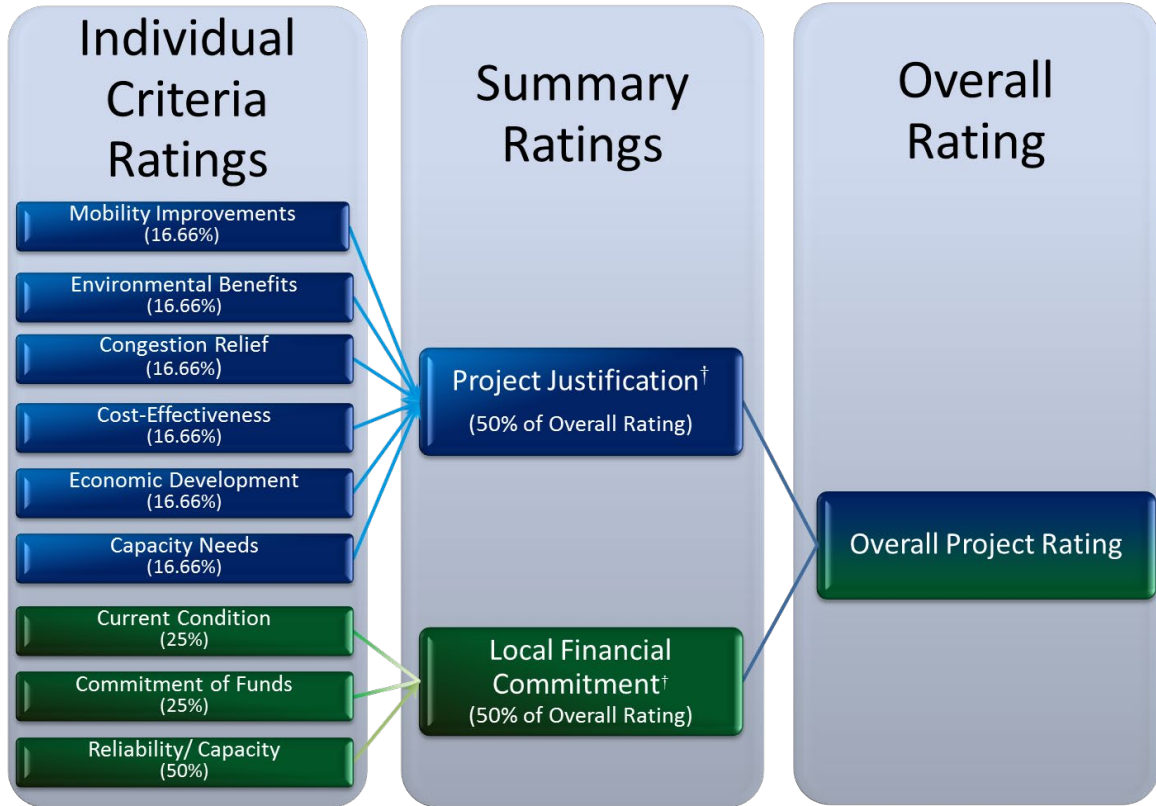 Individual
Criteria
Ratings
Mobility Improvements
(16.66%)
Environmental Benefits
(16.66%)
Congestion Relief
(16.66%)
Cost-Effectiveness
(16.66%)
Economic Development
(16.66%)
Capacity Needs
(16.66%)
Current Condition
(25%)
Commitment of Funds
(25%)
Reliability/ Capacity
(50%)
Summary
Ratings
Project Justification†
(50% of Overall Rating)
Local Financial
Commitment†
(50% of Overall Rating)
Overall
Rating
Overall Project Rating